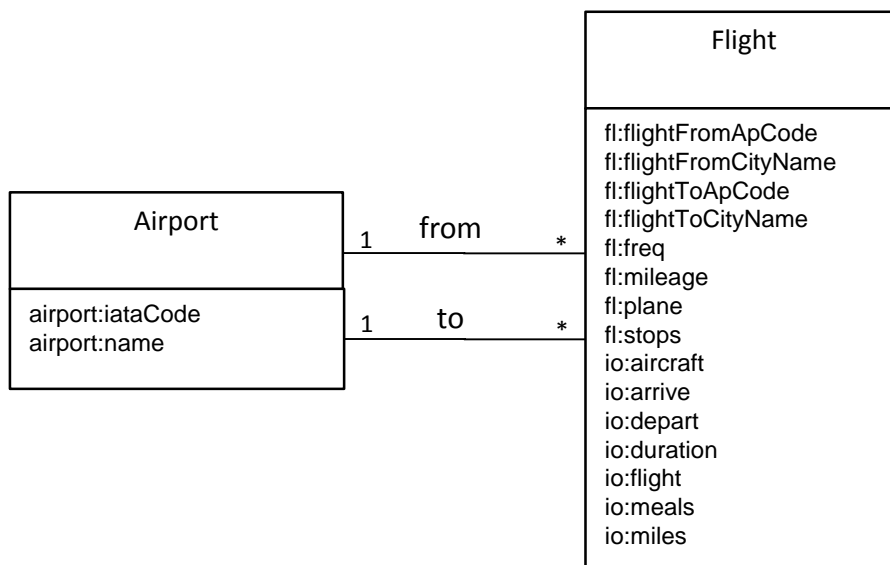 Flight
fl:flightFromApCode
fl:flightFromCityName
fl:flightToApCode
fl:flightToCityName
fl:freq
fl:mileage
fl:plane
fl:stops
io:aircraft
io:arrive
io:depart
io:duration
io:flight
io:meals
io:miles
Airport
airport:iataCode
airport:name
1 from *
1 to *